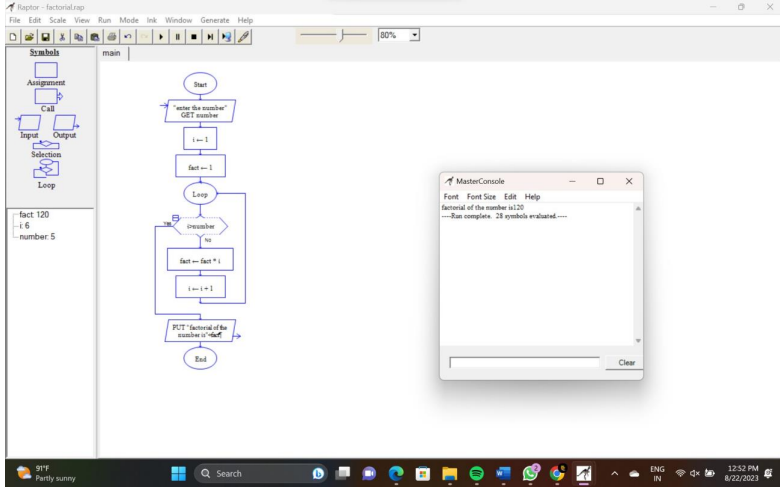 Raptor - factorial.rap
File Edit Scale View Run Mode Ink Window Generate Help
80%
Symbols
Assignment
Call
Input Output
Selection
Loop
main
fact: 120
i: 6
number: 5
Start
"enter the number"
GET number
i ← 1
fact ← 1
Loop
Yes
i>number
No
fact ← fact * i
i ← i + 1
PUT "factorial of the
number is"+fact¶
End
MasterConsole
Font Font Size Edit Help
factorial of the number is120
----Run complete. 28 symbols evaluated.----
Clear
91°F
Partly sunny
Search
ENG
IN
12:52 PM
8/22/2023